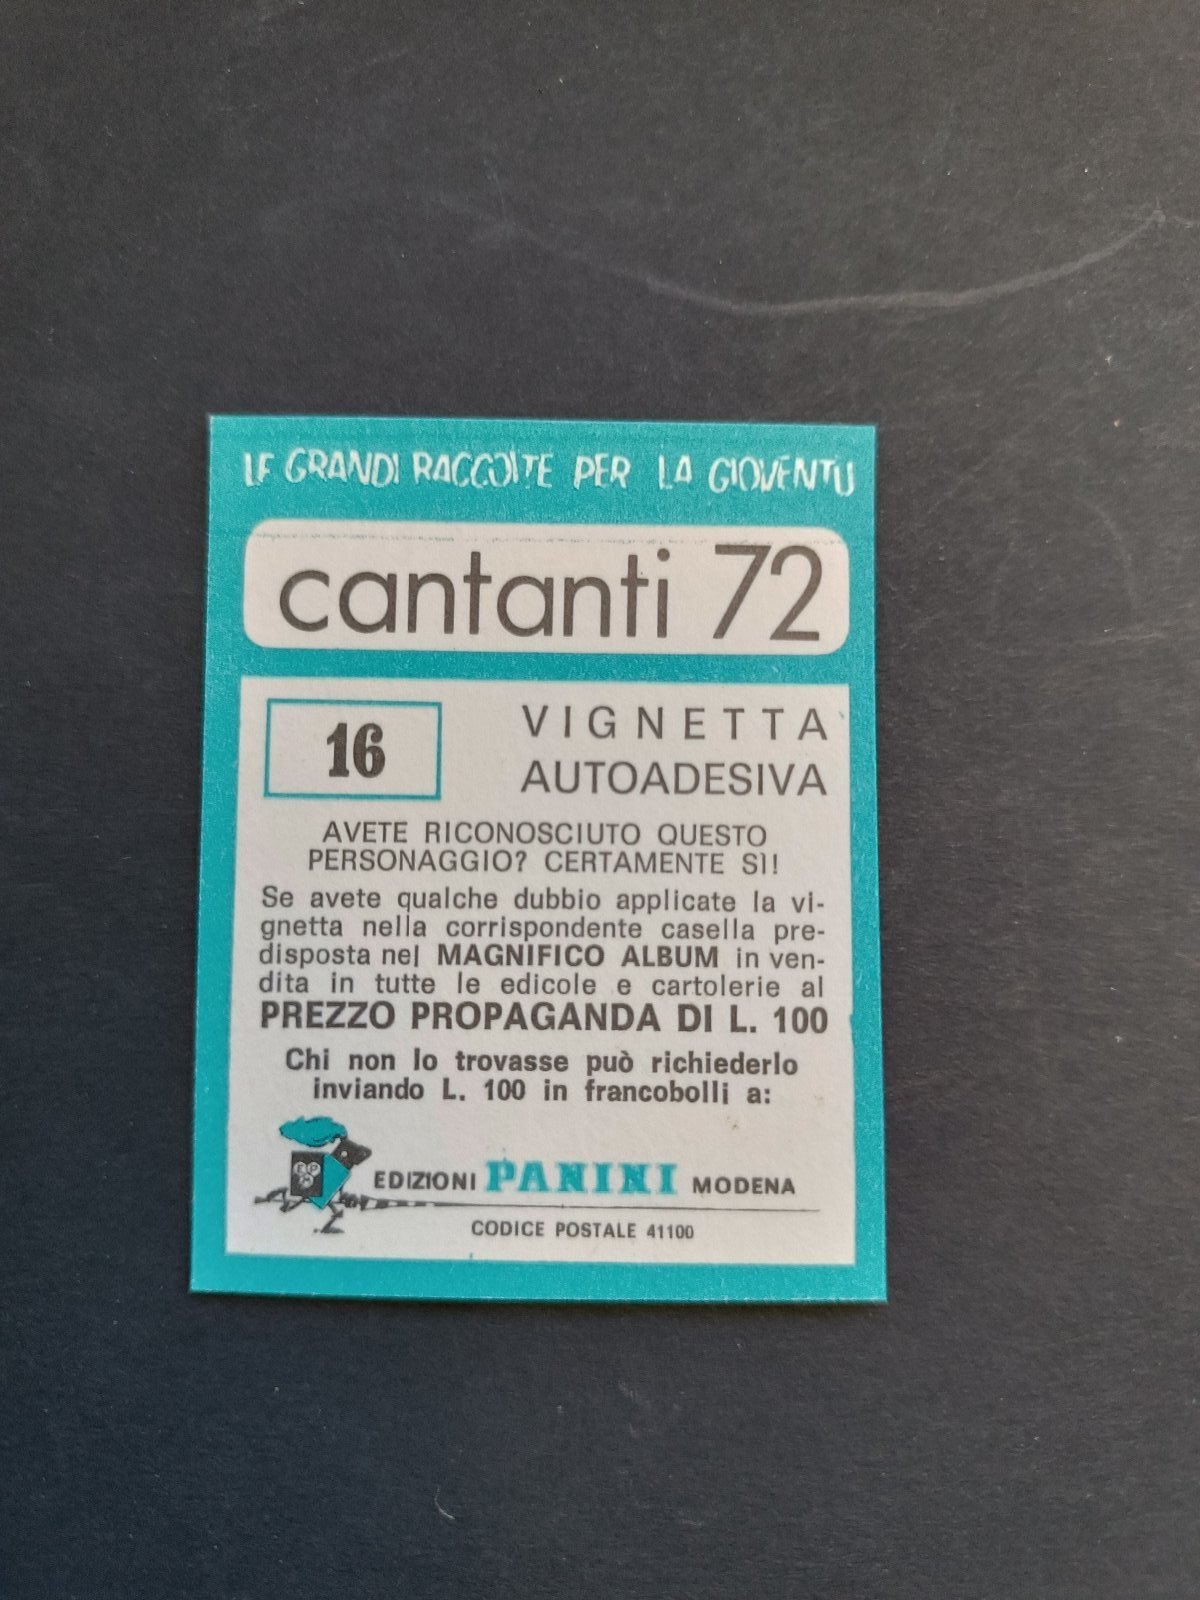 LE GRANDI RACCOLTE PER LA GIOVENTU
cantanti 72
16
VIGNETTA
AUTOADESIVA
AVETE RICONOSCIUTO QUESTO
PERSONAGGIO? CERTAMENTE SÌ!
Se avete qualche dubbio applicate la vi-
gnetta nella corrispondente casella pre-
disposta nel MAGNIFICO ALBUM in ven-
dita in tutte le edicole e cartolerie al
PREZZO PROPAGANDA DI L. 100
Chi non lo trovasse può richiederlo
inviando L. 100 in francobolli a:
EDIZIONI PANINI MODENA
CODICE POSTALE 41100